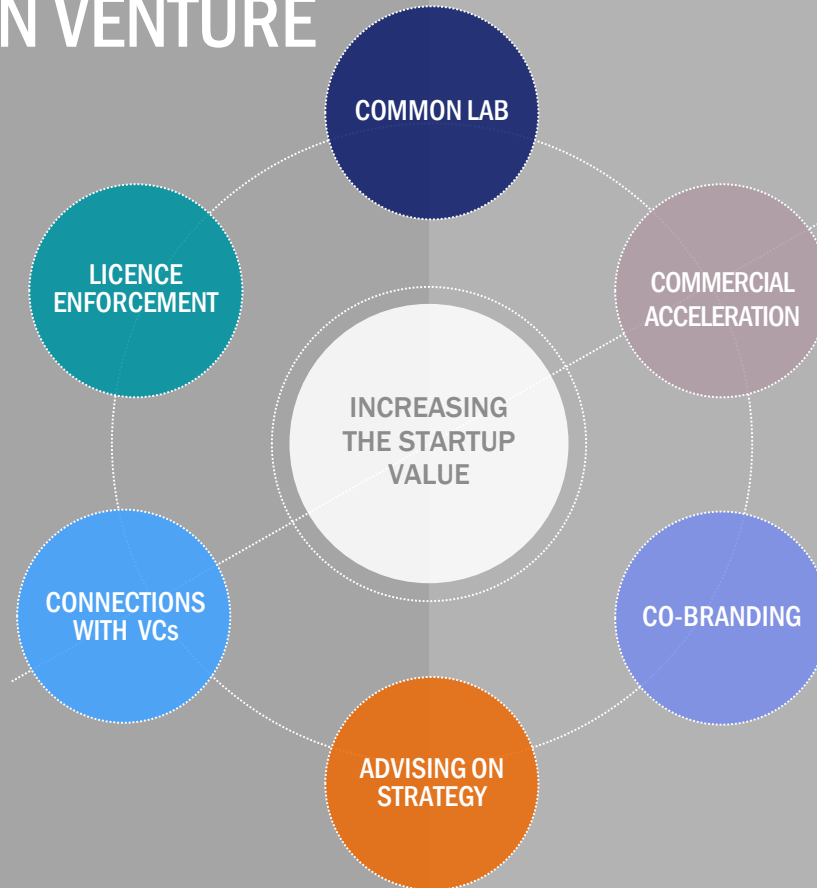 N VENTURE
COMMON LAB
LICENCE
ENFORCEMENT
COMMERCIAL
ACCELERATION
INCREASING
THE STARTUP
VALUE
CONNECTIONS
WITH VCs
CO-BRANDING
ADVISING ON
STRATEGY